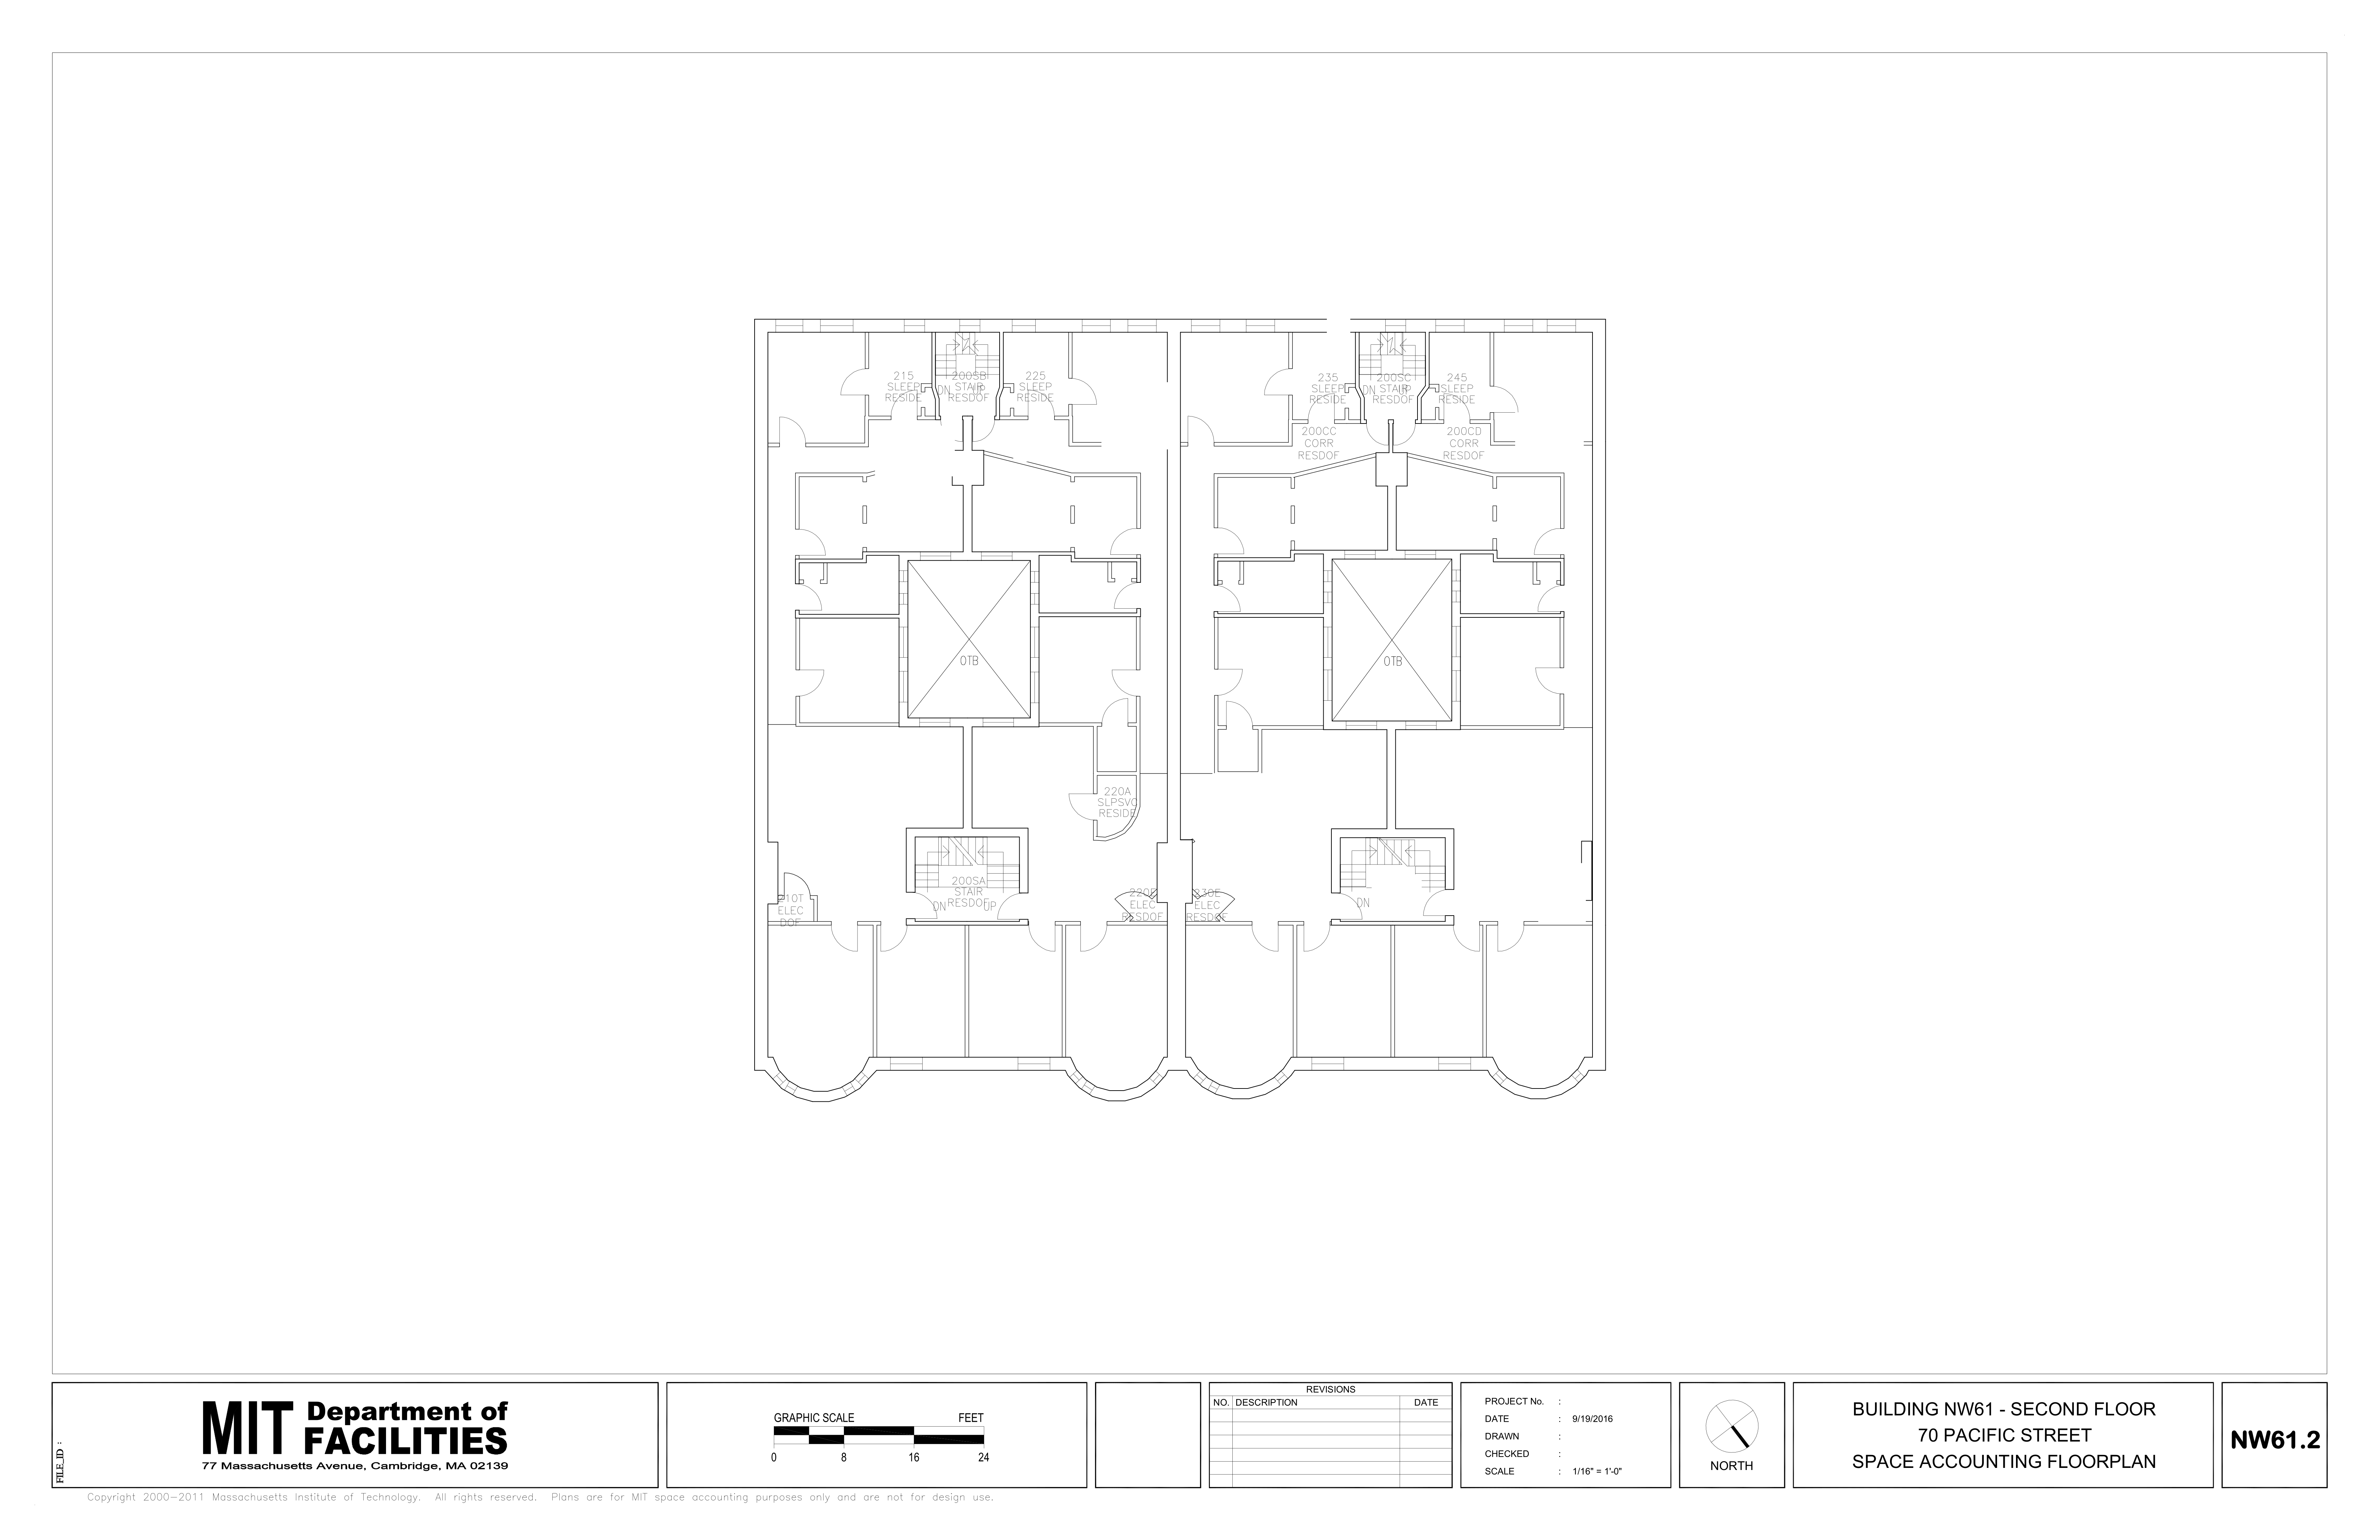 215
SLEEP
RESIDE
200SB
STAIR
RESDOF
DN
UP
225
SLEEP
RESIDE
235
SLEEP
RESIDE
200SC
STAIR
RESDOF
DN
UP
245
SLEEP
RESIDE
200CC
CORR
RESDOF
200CD
CORR
RESDOF
OTB
OTB
220A
SLPSVC
RESIDE
210T
ELEC
DOF
200SA
STAIR
RESDOF
DN
UP
ELEC
RESDOF
230E
ELEC
RESDOF
DN
FILE_ID :
MIT Department of
FACILITIES
77 Massachusetts Avenue, Cambridge, MA 02139
GRAPHIC SCALE FEET
0 8 16 24
REVISIONS
NO. DESCRIPTION DATE
PROJECT No. :
DATE : 9/19/2016
DRAWN :
CHECKED :
SCALE : 1/16" = 1'-0"
NORTH
BUILDING NW61 - SECOND FLOOR
70 PACIFIC STREET
SPACE ACCOUNTING FLOORPLAN
NW61.2
Copyright 2000-2011 Massachusetts Institute of Technology. All rights reserved. Plans are for MIT space accounting purposes only and are not for design use.